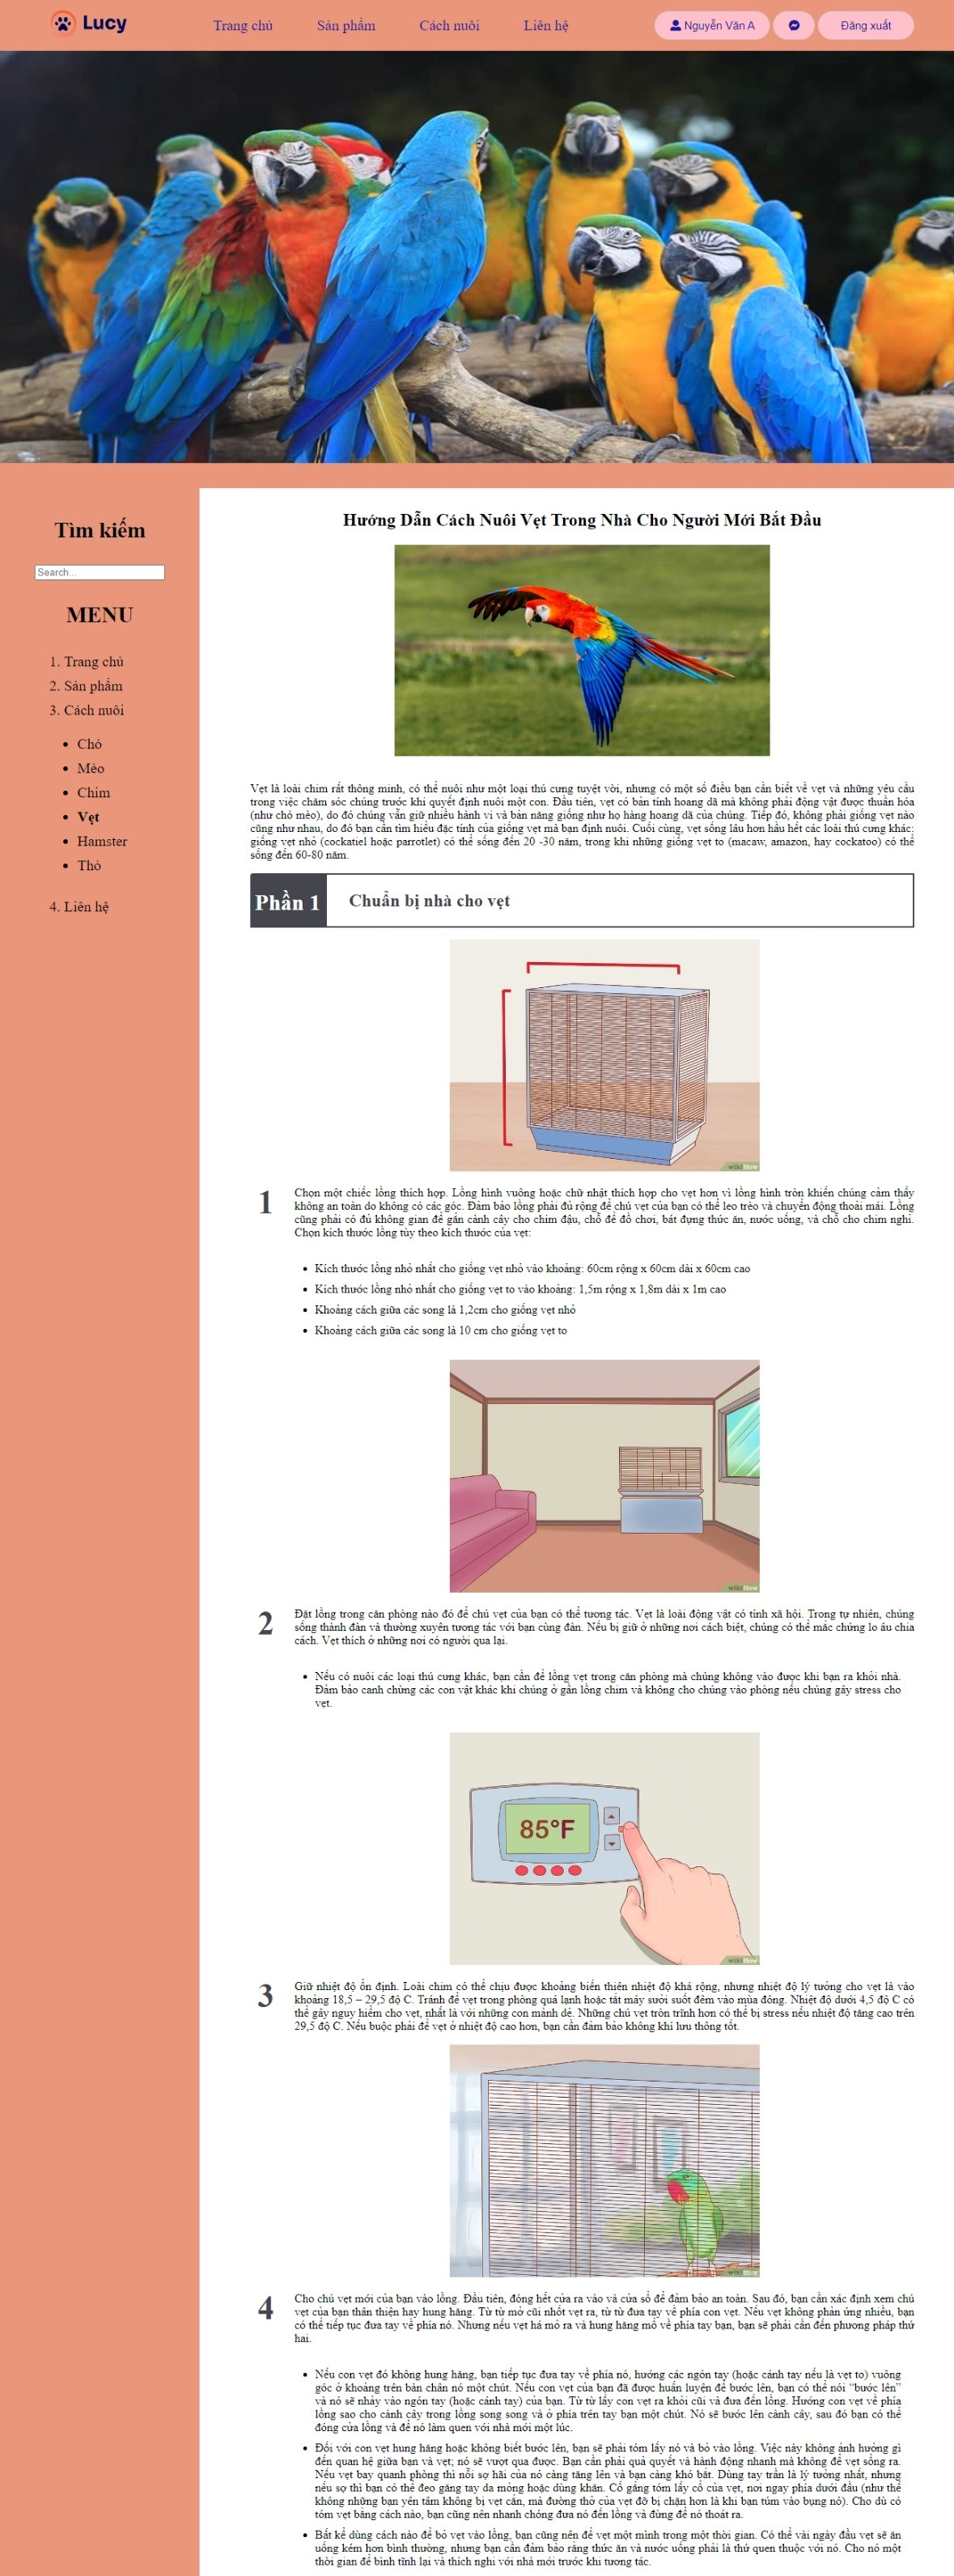 Lucy
Trang chủ
Sản phẩm
Cách nuôi
Liên hệ
Nguyễn Văn A
Đăng xuất
Tìm kiếm
Search...
MENU
1. Trang chủ
2. Sản phẩm
3. Cách nuôi
Chó
Mèo
Chim
Vẹt
Hamster
Thỏ
4. Liên hệ
Hướng Dẫn Cách Nuôi Vẹt Trong Nhà Cho Người Mới Bắt Đầu
Vẹt là loài chim rất thông minh, có thể nuôi như một loại thú cưng tuyệt vời, nhưng có một số điều bạn cần biết về vẹt và những yêu cầu
trong việc chăm sóc chúng trước khi quyết định nuôi một con. Đầu tiên, vẹt có bản tính hoang dã mà không phải động vật được thuần hóa
(như chó mèo), do đó chúng vẫn giữ nhiều hành vi và bản năng giống như họ hàng hoang dã của chúng. Tiếp đó, không phải giống vẹt nào
cũng như nhau, do đó bạn cần tìm hiểu đặc tính của giống vẹt mà bạn định nuôi. Cuối cùng, vẹt sống lâu hơn hầu hết các loài thú cưng khác:
giống vẹt nhỏ (cockatiel hoặc parrotlet) có thể sống đến 20 -30 năm, trong khi những giống vẹt to (macaw, amazon, hay cockatoo) có thể
sống đến 60-80 năm.
Phần 1
Chuẩn bị nhà cho vẹt
wikiHow
1
Chọn một chiếc lồng thích hợp. Lồng hình vuông hoặc chữ nhật thích hợp cho vẹt hơn vì lồng hình tròn khiến chúng cảm thấy
không an toàn do không có các góc. Đảm bảo lồng phải đủ rộng để chú vẹt của bạn có thể leo trèo và chuyển động thoải mái. Lồng
cũng phải có đủ không gian để gắn cành cây cho chim đậu, chỗ để đồ chơi, bát đựng thức ăn, nước uống, và chỗ cho chim nghỉ.
Chọn kích thước lồng tùy theo kích thước của vẹt:
Kích thước lồng nhỏ nhất cho giống vẹt nhỏ vào khoảng: 60cm rộng x 60cm dài x 60cm cao
Kích thước lồng nhỏ nhất cho giống vẹt to vào khoảng: 1,5m rộng x 1,8m dài x 1m cao
Khoảng cách giữa các song là 1,2cm cho giống vẹt nhỏ
Khoảng cách giữa các song là 10 cm cho giống vẹt to
wikiHow
2
Đặt lồng trong căn phòng nào đó để chú vẹt của bạn có thể tương tác. Vẹt là loài động vật có tính xã hội. Trong tự nhiên, chúng
sống thành đàn và thường xuyên tương tác với bạn cùng đàn. Nếu bị giữ ở những nơi cách biệt, chúng có thể mắc chứng lo âu chia
cách. Vẹt thích ở những nơi có người qua lại.
Nếu có nuôi các loại thú cưng khác, bạn cần để lồng vẹt trong căn phòng mà chúng không vào được khi bạn ra khỏi nhà.
Đảm bảo canh chừng các con vật khác khi chúng ở gần lồng chim và không cho chúng vào phòng nếu chúng gây stress cho
vẹt.
85°F
wikiHow
3
Giữ nhiệt độ ổn định. Loài chim có thể chịu được khoảng biến thiên nhiệt độ khá rộng, nhưng nhiệt độ lý tưởng cho vẹt là vào
khoảng 18,5 – 29,5 độ C. Tránh để vẹt trong phòng quá lạnh hoặc tắt máy sưởi suốt đêm vào mùa đông. Nhiệt độ dưới 4,5 độ C có
thể gây nguy hiểm cho vẹt, nhất là với những con mảnh dẻ. Những chú vẹt tròn trĩnh hơn có thể bị stress nếu nhiệt độ tăng cao trên
29,5 độ C. Nếu buộc phải để vẹt ở nhiệt độ cao hơn, bạn cần đảm bảo không khí lưu thông tốt.
wikiHow
4
Cho chú vẹt mới của bạn vào lồng. Đầu tiên, đóng hết cửa ra vào và cửa sổ để đảm bảo an toàn. Sau đó, bạn cần xác định xem chú
vẹt của bạn thân thiện hay hung hăng. Từ từ mở cũi nhốt vẹt ra, từ từ đưa tay về phía con vẹt. Nếu vẹt không phản ứng nhiều, bạn
có thể tiếp tục đưa tay về phía nó. Nhưng nếu vẹt há mỏ ra và hung hăng mổ về phía tay bạn, bạn sẽ phải cần đến phương pháp thứ
hai.
Nếu con vẹt đó không hung hăng, bạn tiếp tục đưa tay về phía nó, hướng các ngón tay (hoặc cánh tay nếu là vẹt to) vuông
góc ở khoảng trên bàn chân nó một chút. Nếu con vẹt của bạn đã được huấn luyện để bước lên, bạn có thể nói “bước lên”
và nó sẽ nhảy vào ngón tay (hoặc cánh tay) của bạn. Từ từ lấy con vẹt ra khỏi cũi và đưa đến lồng. Hướng con vẹt về phía
lồng sao cho cành cây trong lồng song song và ở phía trên tay bạn một chút. Nó sẽ bước lên cành cây, sau đó bạn có thể
đóng cửa lồng và để nó làm quen với nhà mới một lúc.
Đối với con vẹt hung hăng hoặc không biết bước lên, bạn sẽ phải tóm lấy nó và bỏ vào lồng. Việc này không ảnh hưởng gì
đến quan hệ giữa bạn và vẹt; nó sẽ vượt qua được. Bạn cần phải quả quyết và hành động nhanh mà không để vẹt sổng ra.
Nếu vẹt bay quanh phòng thì nỗi sợ hãi của nó càng tăng lên và bạn càng khó bắt. Dùng tay trần là lý tưởng nhất, nhưng
nếu sợ thì bạn có thể đeo găng tay da mỏng hoặc dùng khăn. Cố gắng tóm lấy cổ của vẹt, nơi ngay phía dưới đầu (như thế
không những bạn yên tâm không bị vẹt cắn, mà đường thở của vẹt đỡ bị chặn hơn là khi bạn túm vào bụng nó). Cho dù có
tóm vẹt bằng cách nào, bạn cũng nên nhanh chóng đưa nó đến lồng và đừng để nó thoát ra.
Bất kể dùng cách nào để bỏ vẹt vào lồng, bạn cũng nên để vẹt một mình trong một thời gian. Có thể vài ngày đầu vẹt sẽ ăn
uống kém hơn bình thường, nhưng bạn cần đảm bảo rằng thức ăn và nước uống phải là thứ quen thuộc với nó. Cho nó một
thời gian để bình tĩnh lại và thích nghi với nhà mới trước khi tương tác.